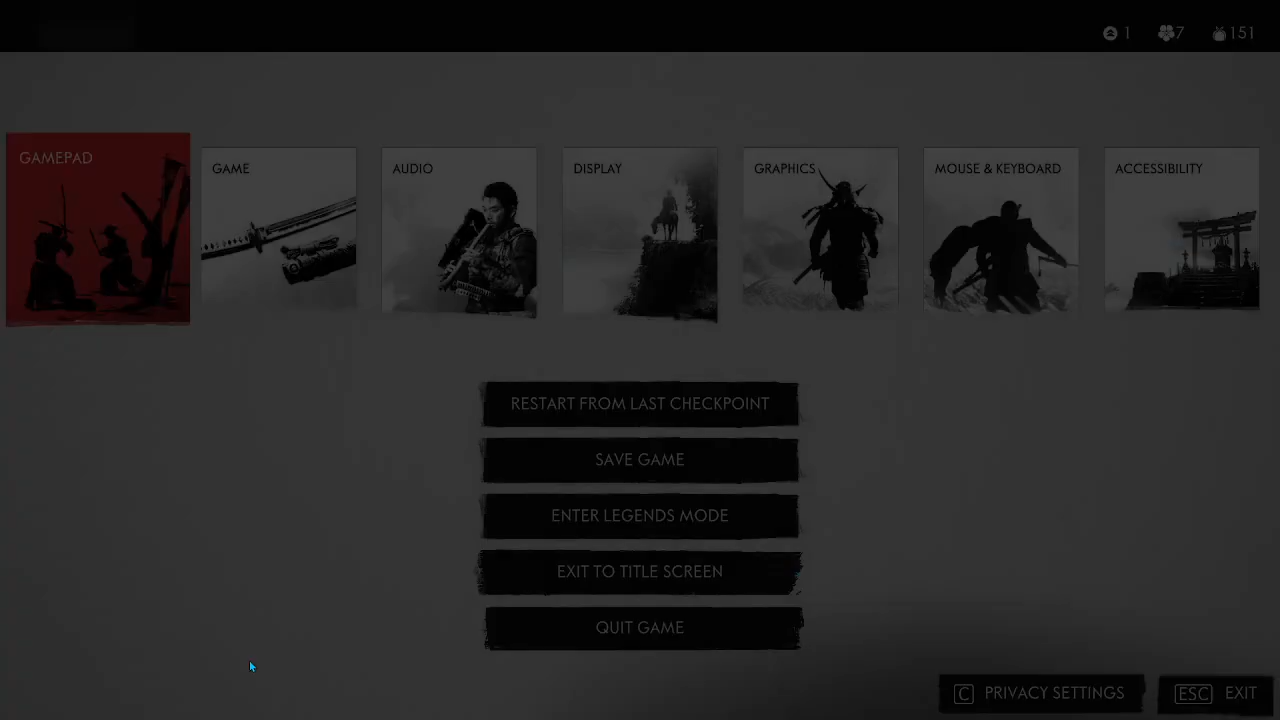 1 7 151
GAMEPAD
GAME
AUDIO
DISPLAY
GRAPHICS
MOUSE & KEYBOARD
ACCESSIBILITY
RESTART FROM LAST CHECKPOINT
SAVE GAME
ENTER LEGENDS MODE
EXIT TO TITLE SCREEN
QUIT GAME
C PRIVACY SETTINGS
ESC EXIT